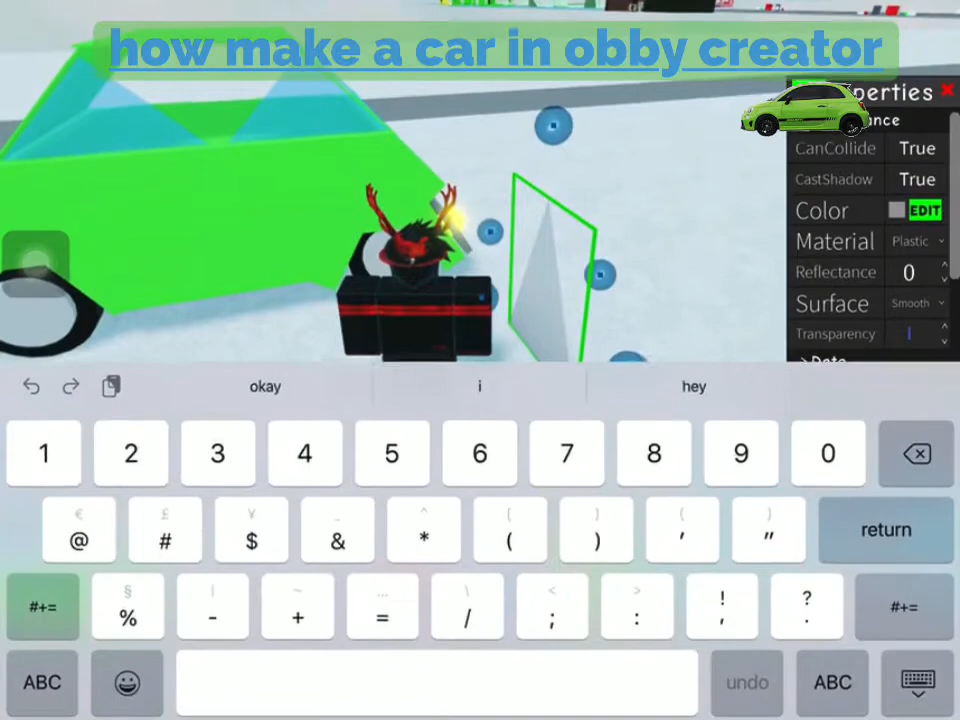 how make a car in obby creator
perties
ance
CanCollide True
CastShadow True
Color EDIT
Material Plastic
Reflectance 0
Surface Smooth
Transparency
okay i hey
1 2 3 4 5 6 7 8 9 0
€ £ ¥ _ ^ [ ] { }
@ # $ & * ( ) ' " return
§ | ~ … \ < > ! ?
#+= % - + = / ; : , . #+=
ABC undo ABC